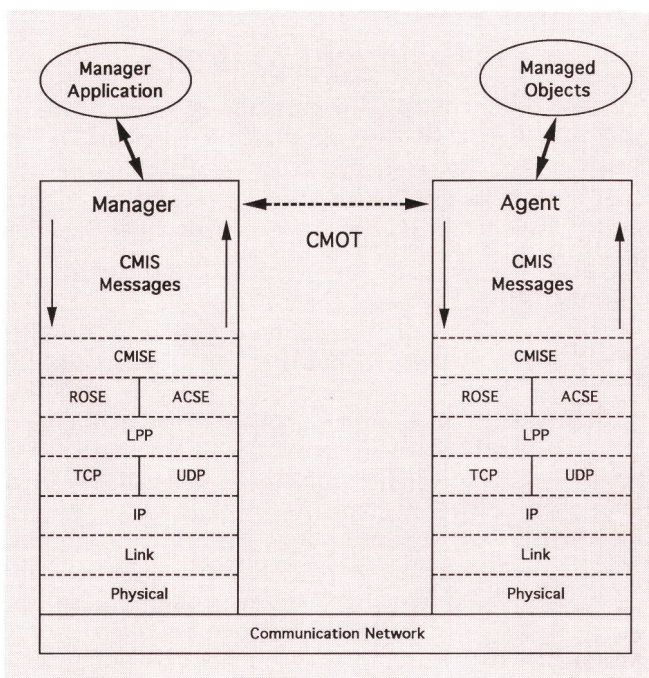 Manager
Application
Managed
Objects
Manager
CMIS
Messages
CMISE
ROSE ACSE
LPP
TCP UDP
IP
Link
Physical
CMOT
Agent
CMIS
Messages
CMISE
ROSE ACSE
LPP
TCP UDP
IP
Link
Physical
Communication Network